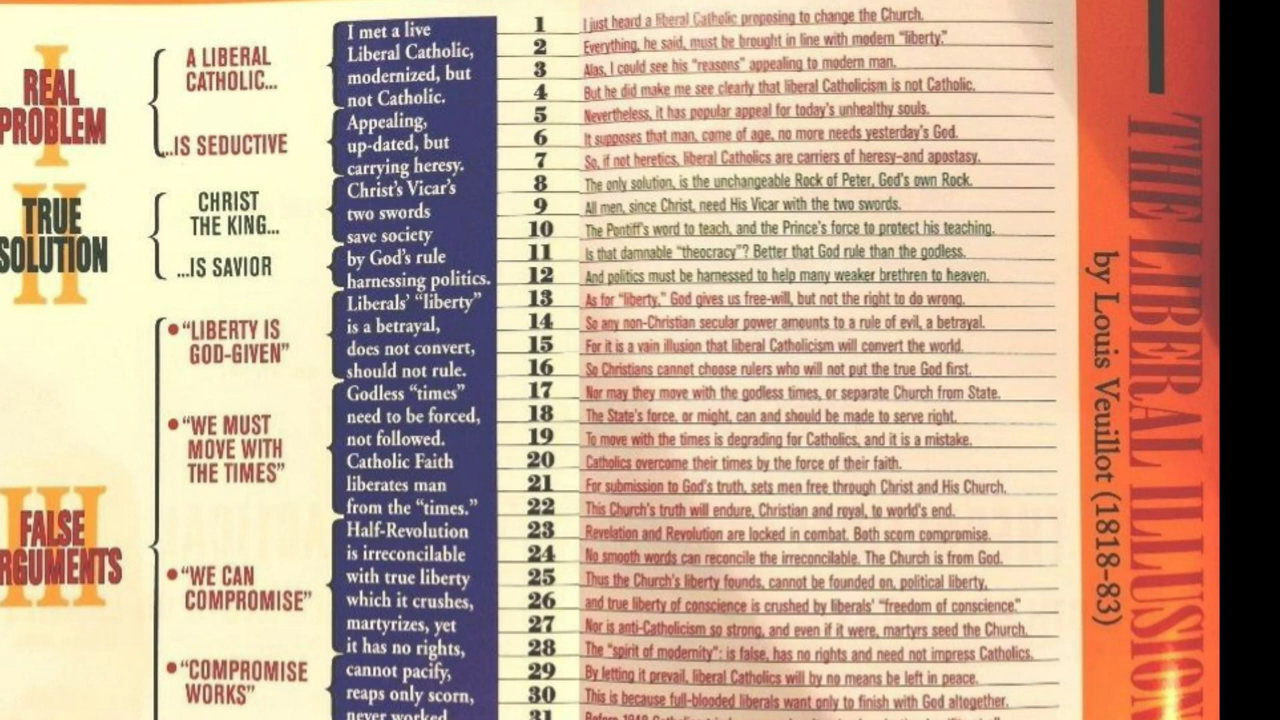 I
REAL
PROBLEM
A LIBERAL
CATHOLIC...
...IS SEDUCTIVE
II
TRUE
SOLUTION
CHRIST
THE KING...
...IS SAVIOR
III
FALSE
RGUMENTS
• "LIBERTY IS
GOD-GIVEN"
• "WE MUST
MOVE WITH
THE TIMES"
• "WE CAN
COMPROMISE"
• "COMPROMISE
WORKS"
I met a live
Liberal Catholic,
modernized, but
not Catholic.
Appealing,
up-dated, but
carrying heresy.
Christ's Vicar's
two swords
save society
by God's rule
harnessing politics.
Liberals' "liberty"
is a betrayal,
does not convert,
should not rule.
Godless "times"
need to be forced,
not followed.
Catholic Faith
liberates man
from the "times."
Half-Revolution
is irreconcilable
with true liberty
which it crushes,
martyrizes, yet
it has no rights,
cannot pacify,
reaps only scorn,
never worked
1 I just heard a liberal Catholic proposing to change the Church.
2 Everything, he said, must be brought in line with modern "liberty."
3 Alas, I could see his "reasons" appealing to modern man.
4 But he did make me see clearly that liberal Catholicism is not Catholic.
5 Nevertheless, it has popular appeal for today's unhealthy souls.
6 It supposes that man, come of age, no more needs yesterday's God.
7 So, if not heretics, liberal Catholics are carriers of heresy–and apostasy.
8 The only solution, is the unchangeable Rock of Peter, God's own Rock.
9 All men, since Christ, need His Vicar with the two swords.
10 The Pontiff's word to teach, and the Prince's force to protect his teaching.
11 Is that damnable "theocracy"? Better that God rule than the godless.
12 And politics must be harnessed to help many weaker brethren to heaven.
13 As for "liberty," God gives us free-will, but not the right to do wrong.
14 So any non-Christian secular power amounts to a rule of evil, a betrayal.
15 For it is a vain illusion that liberal Catholicism will convert the world.
16 So Christians cannot choose rulers who will not put the true God first.
17 Nor may they move with the godless times, or separate Church from State.
18 The State's force, or might, can and should be made to serve right.
19 To move with the times is degrading for Catholics, and it is a mistake.
20 Catholics overcome their times by the force of their faith.
21 For submission to God's truth, sets men free through Christ and His Church.
22 This Church's truth will endure, Christian and royal, to world's end.
23 Revelation and Revolution are locked in combat. Both scorn compromise.
24 No smooth words can reconcile the irreconcilable. The Church is from God.
25 Thus the Church's liberty founds, cannot be founded on, political liberty,
26 and true liberty of conscience is crushed by liberals' "freedom of conscience."
27 Nor is anti-Catholicism so strong, and even if it were, martyrs seed the Church.
28 The "spirit of modernity": is false, has no rights and need not impress Catholics.
29 By letting it prevail, liberal Catholics will by no means be left in peace.
30 This is because full-blooded liberals want only to finish with God altogether.
31
THE LIBERAL ILLUSION
by Louis Veuillot (1818-83)